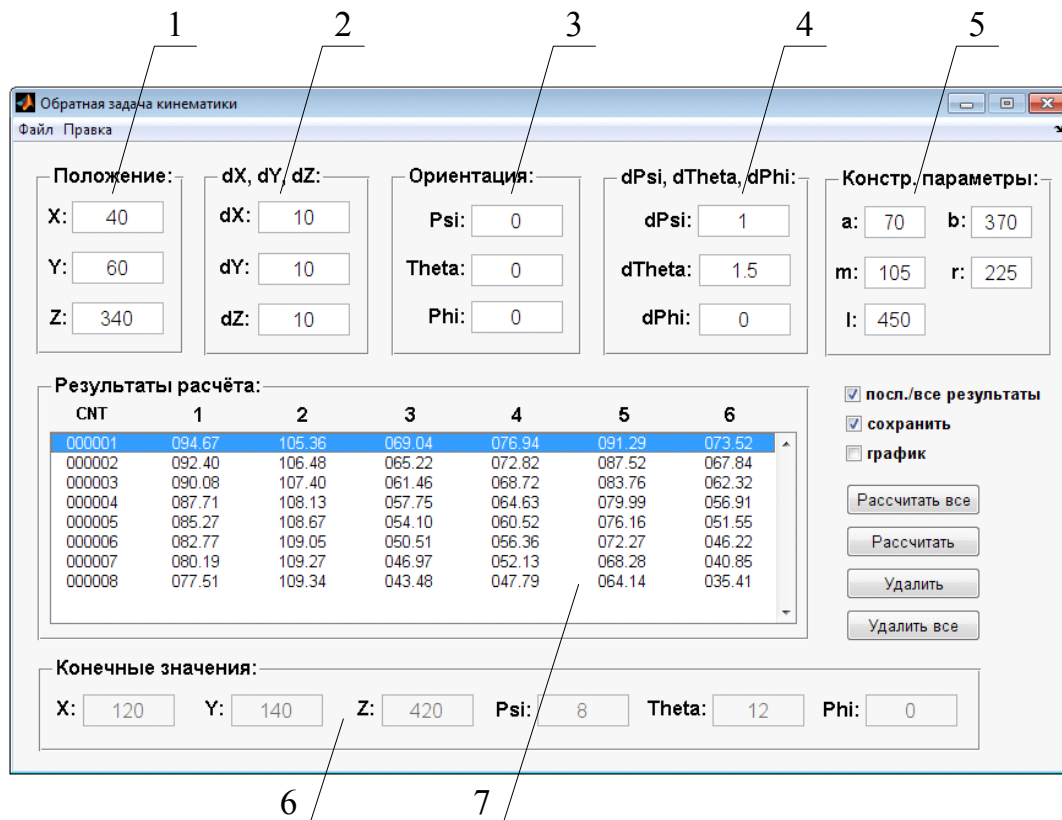 1 2 3 4 5
Обратная задача кинематики
Файл Правка
Положение: dX, dY, dZ: Ориентация: dPsi, dTheta, dPhi: Констр. параметры:
X: 40 dX: 10 Psi: 0 dPsi: 1 a: 70 b: 370
Y: 60 dY: 10 Theta: 0 dTheta: 1.5 m: 105 r: 225
Z: 340 dZ: 10 Phi: 0 dPhi: 0 l: 450
Результаты расчёта:
CNT 1 2 3 4 5 6
000001 094.67 105.36 069.04 076.94 091.29 073.52
000002 092.40 106.48 065.22 072.82 087.52 067.84
000003 090.08 107.40 061.46 068.72 083.76 062.32
000004 087.71 108.13 057.75 064.63 079.99 056.91
000005 085.27 108.67 054.10 060.52 076.16 051.55
000006 082.77 109.05 050.51 056.36 072.27 046.22
000007 080.19 109.27 046.97 052.13 068.28 040.85
000008 077.51 109.34 043.48 047.79 064.14 035.41
посл./все результаты
сохранить
график
Рассчитать все
Рассчитать
Удалить
Удалить все
Конечные значения:
X: 120 Y: 140 Z: 420 Psi: 8 Theta: 12 Phi: 0
6 7